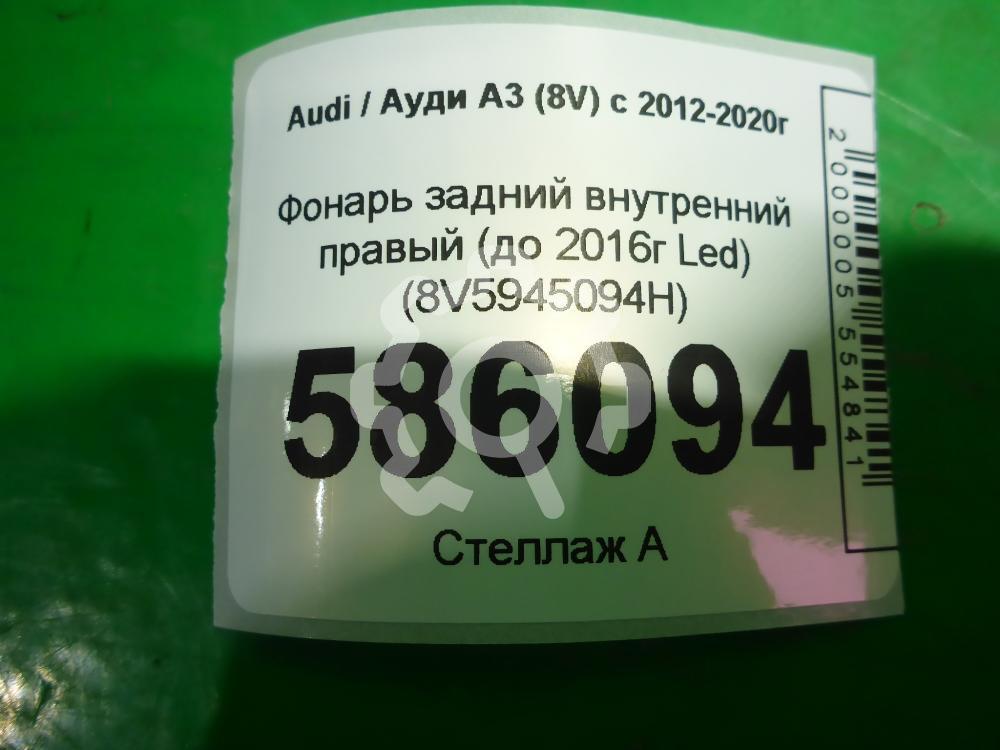 Audi / Ауди А3 (8V) с 2012-2020г
Фонарь задний внутренний
правый (до 2016г Led)
(8V5945094H)
586094
Стеллаж А
2000005554841